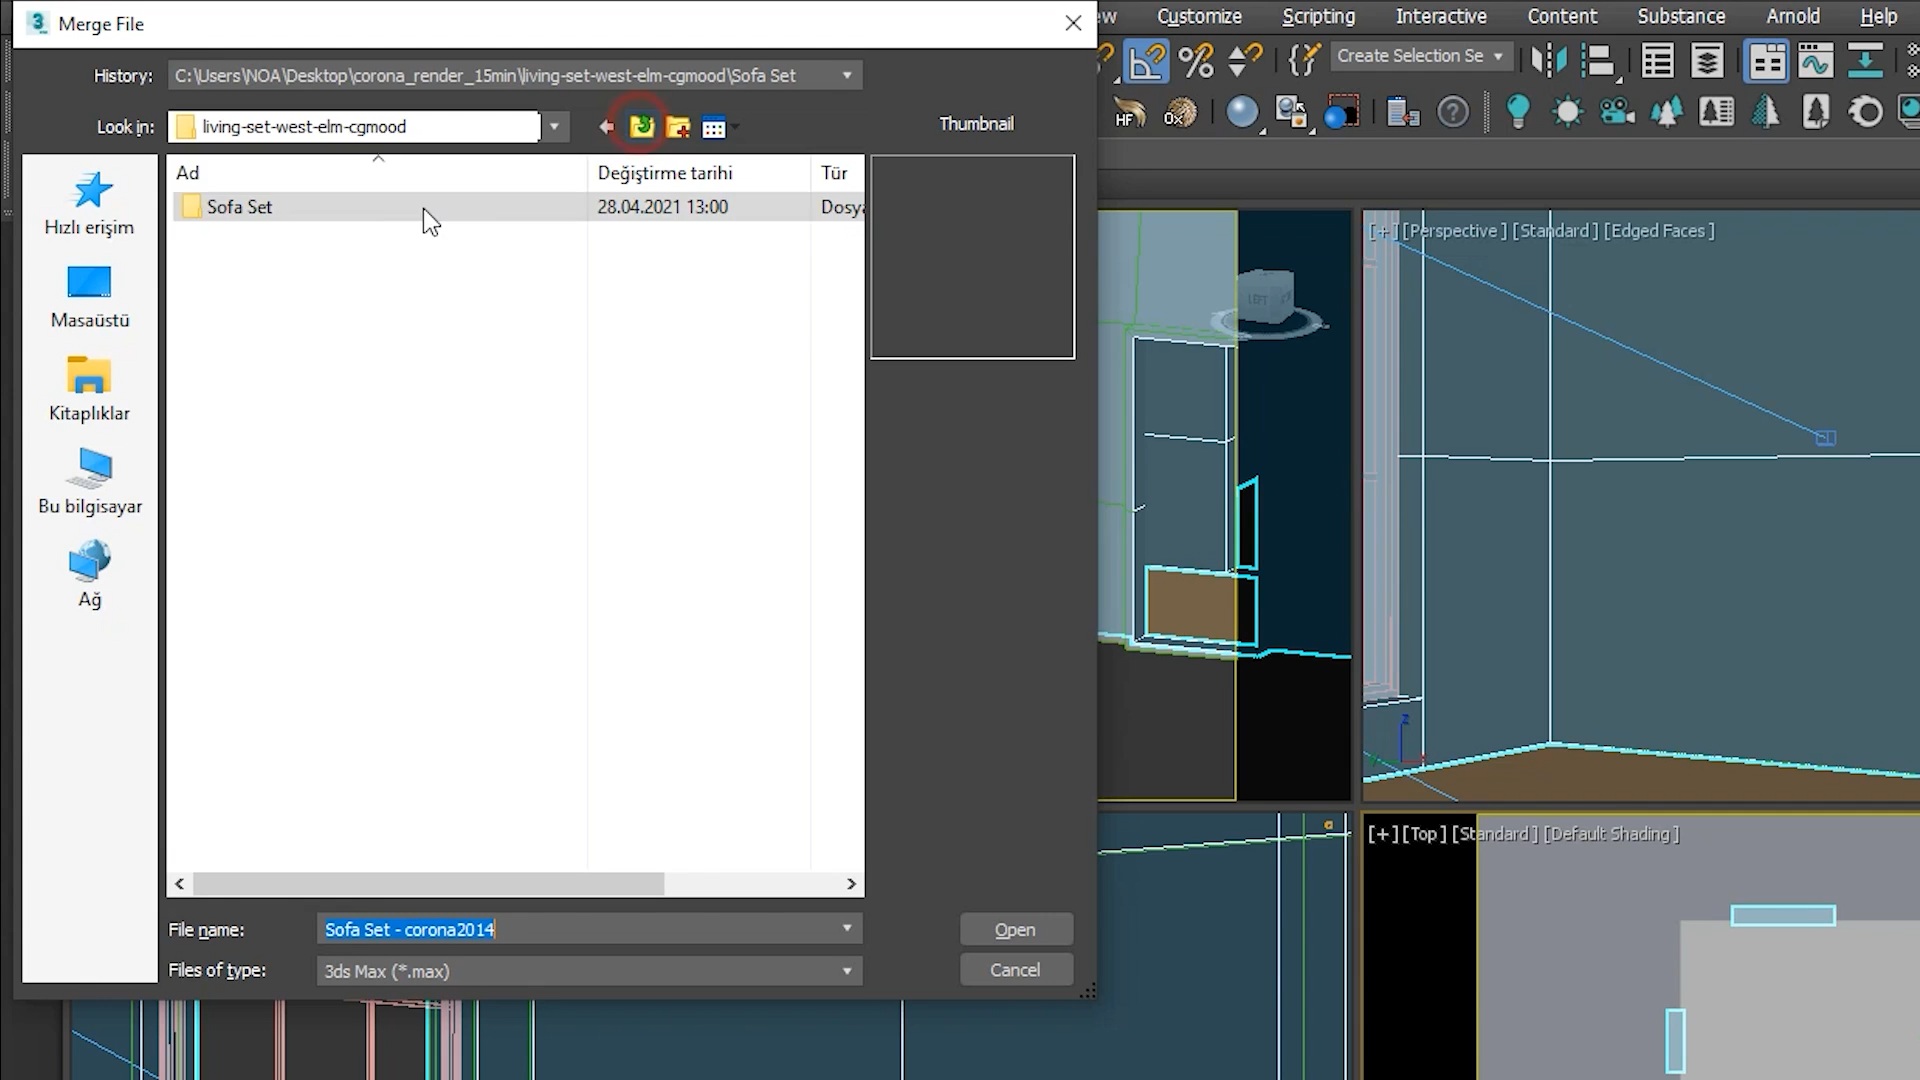 Merge File
ew Customize Scripting Interactive Content Substance Arnold Help
History: C:\Users\NOA\Desktop\corona_render_15min\living-set-west-elm-cgmood\Sofa Set
Create Selection Se
Look in: living-set-west-elm-cgmood
Thumbnail
HF
Ad Değiştirme tarihi Tür
Sofa Set 28.04.2021 13:00 Dosya
Hızlı erişim
Masaüstü
Kitaplıklar
Bu bilgisayar
Ağ
[+] [Perspective ] [Standard ] [Edged Faces ]
LEFT
z
[+] [Top ] [Standard ] [Default Shading ]
File name: Sofa Set - corona2014
Open
Files of type: 3ds Max (*.max)
Cancel